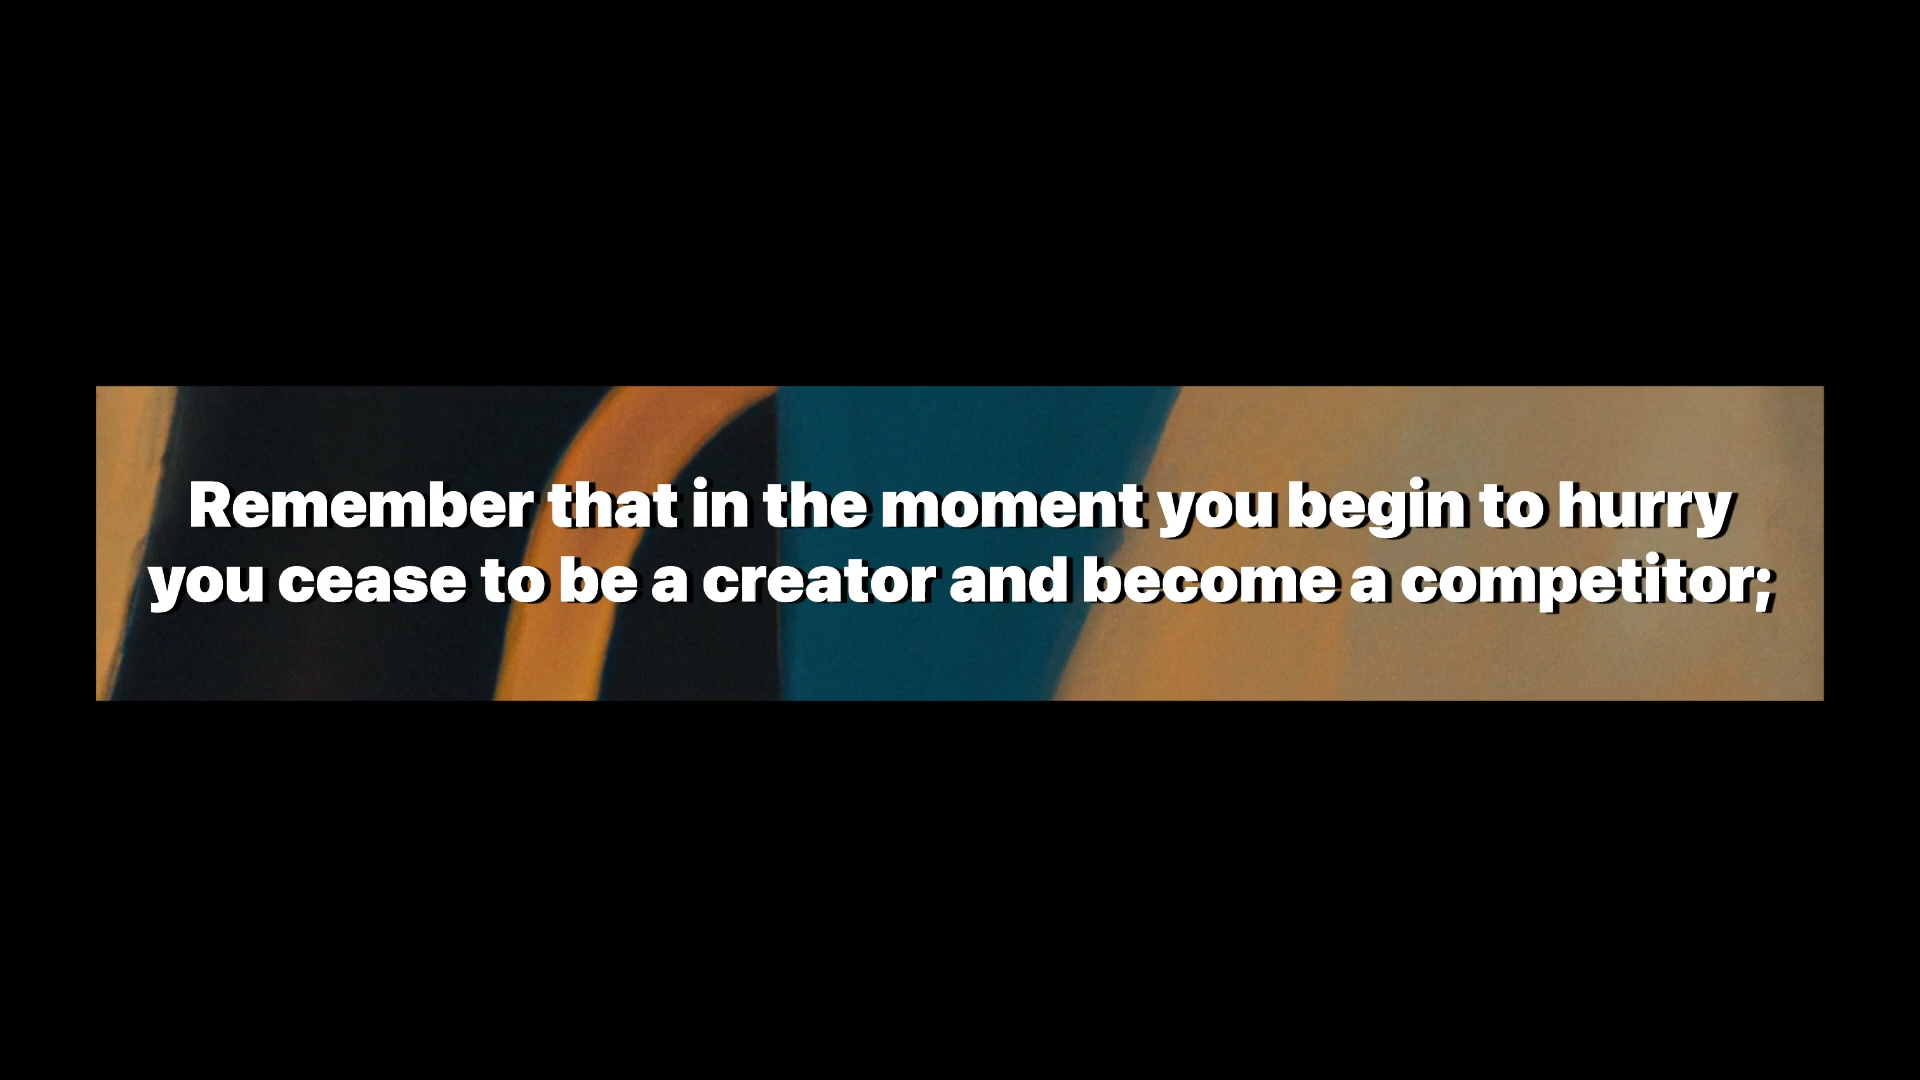 Remember that in the moment you begin to hurry
you cease to be a creator and become a competitor;